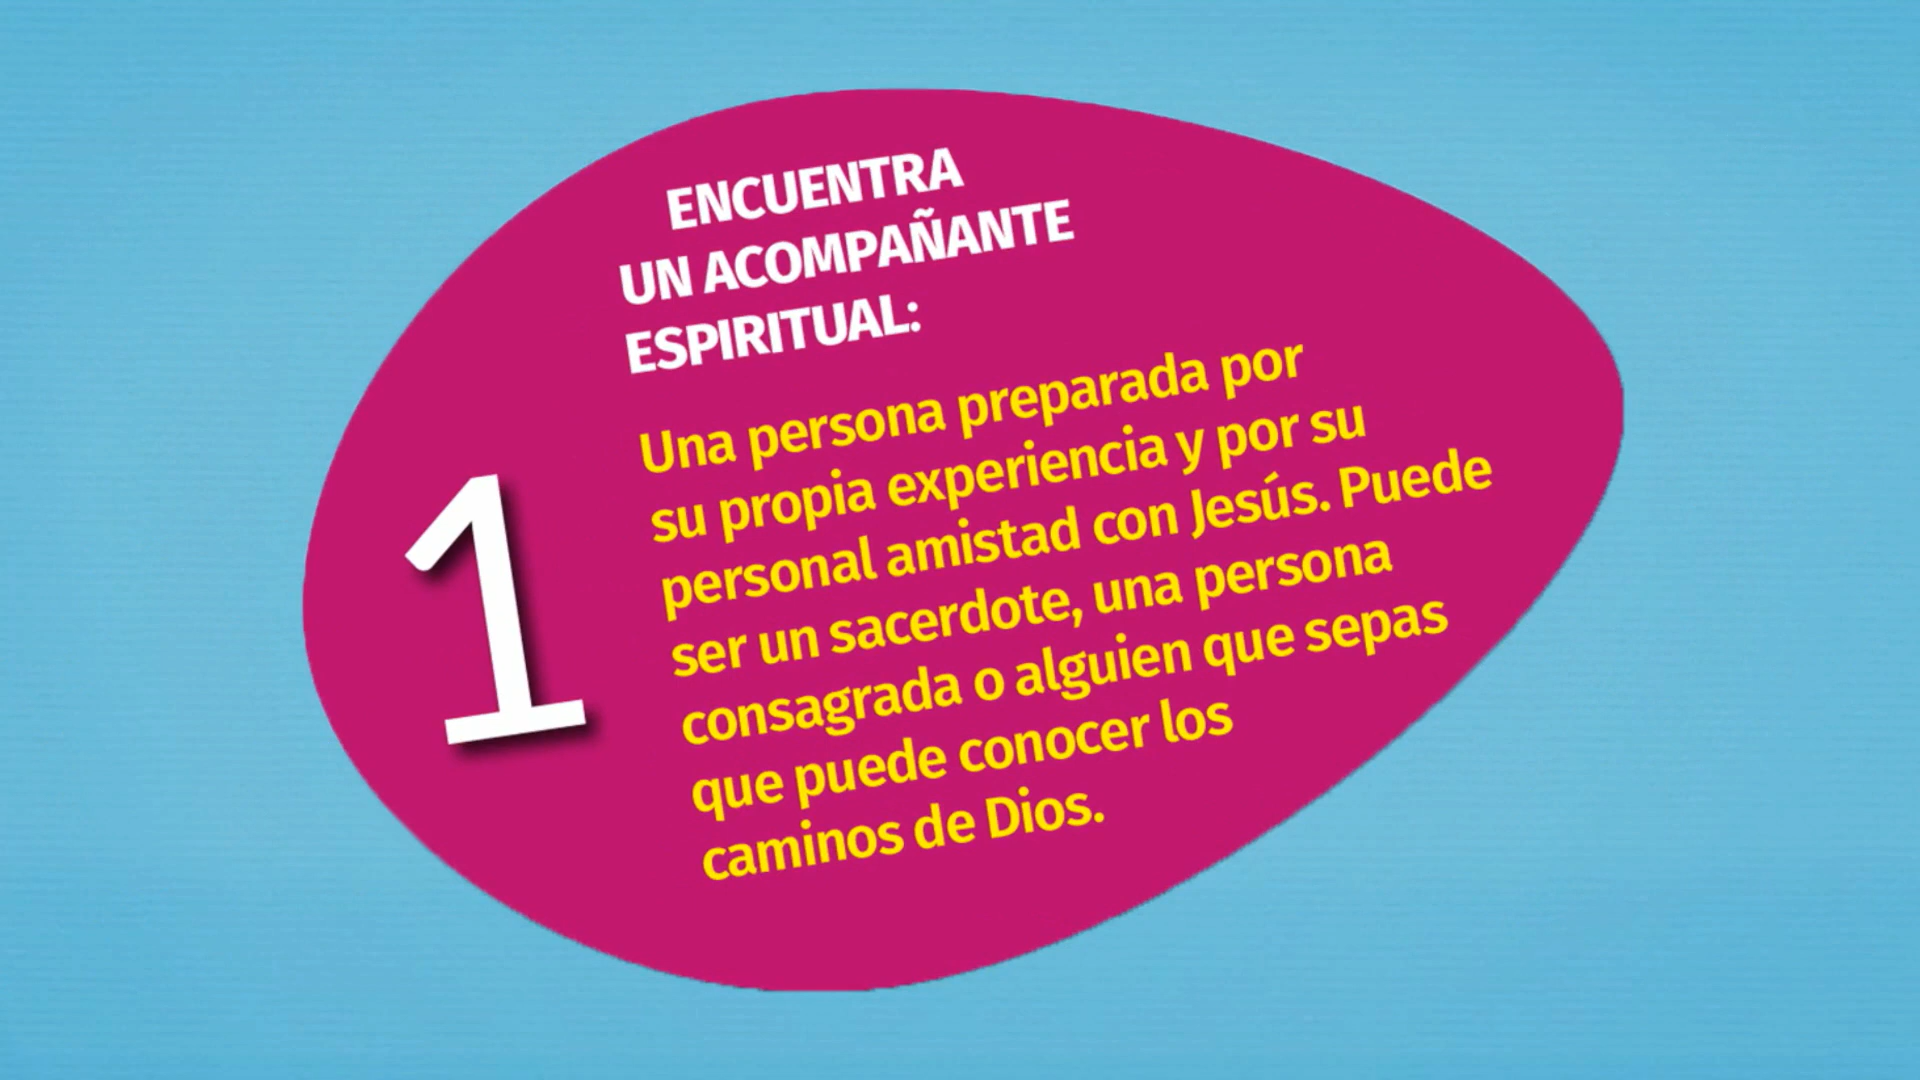 ENCUENTRA
UN ACOMPAÑANTE
ESPIRITUAL:
1
Una persona preparada por
su propia experiencia y por su
personal amistad con Jesús. Puede
ser un sacerdote, una persona
consagrada o alguien que sepas
que puede conocer los
caminos de Dios.